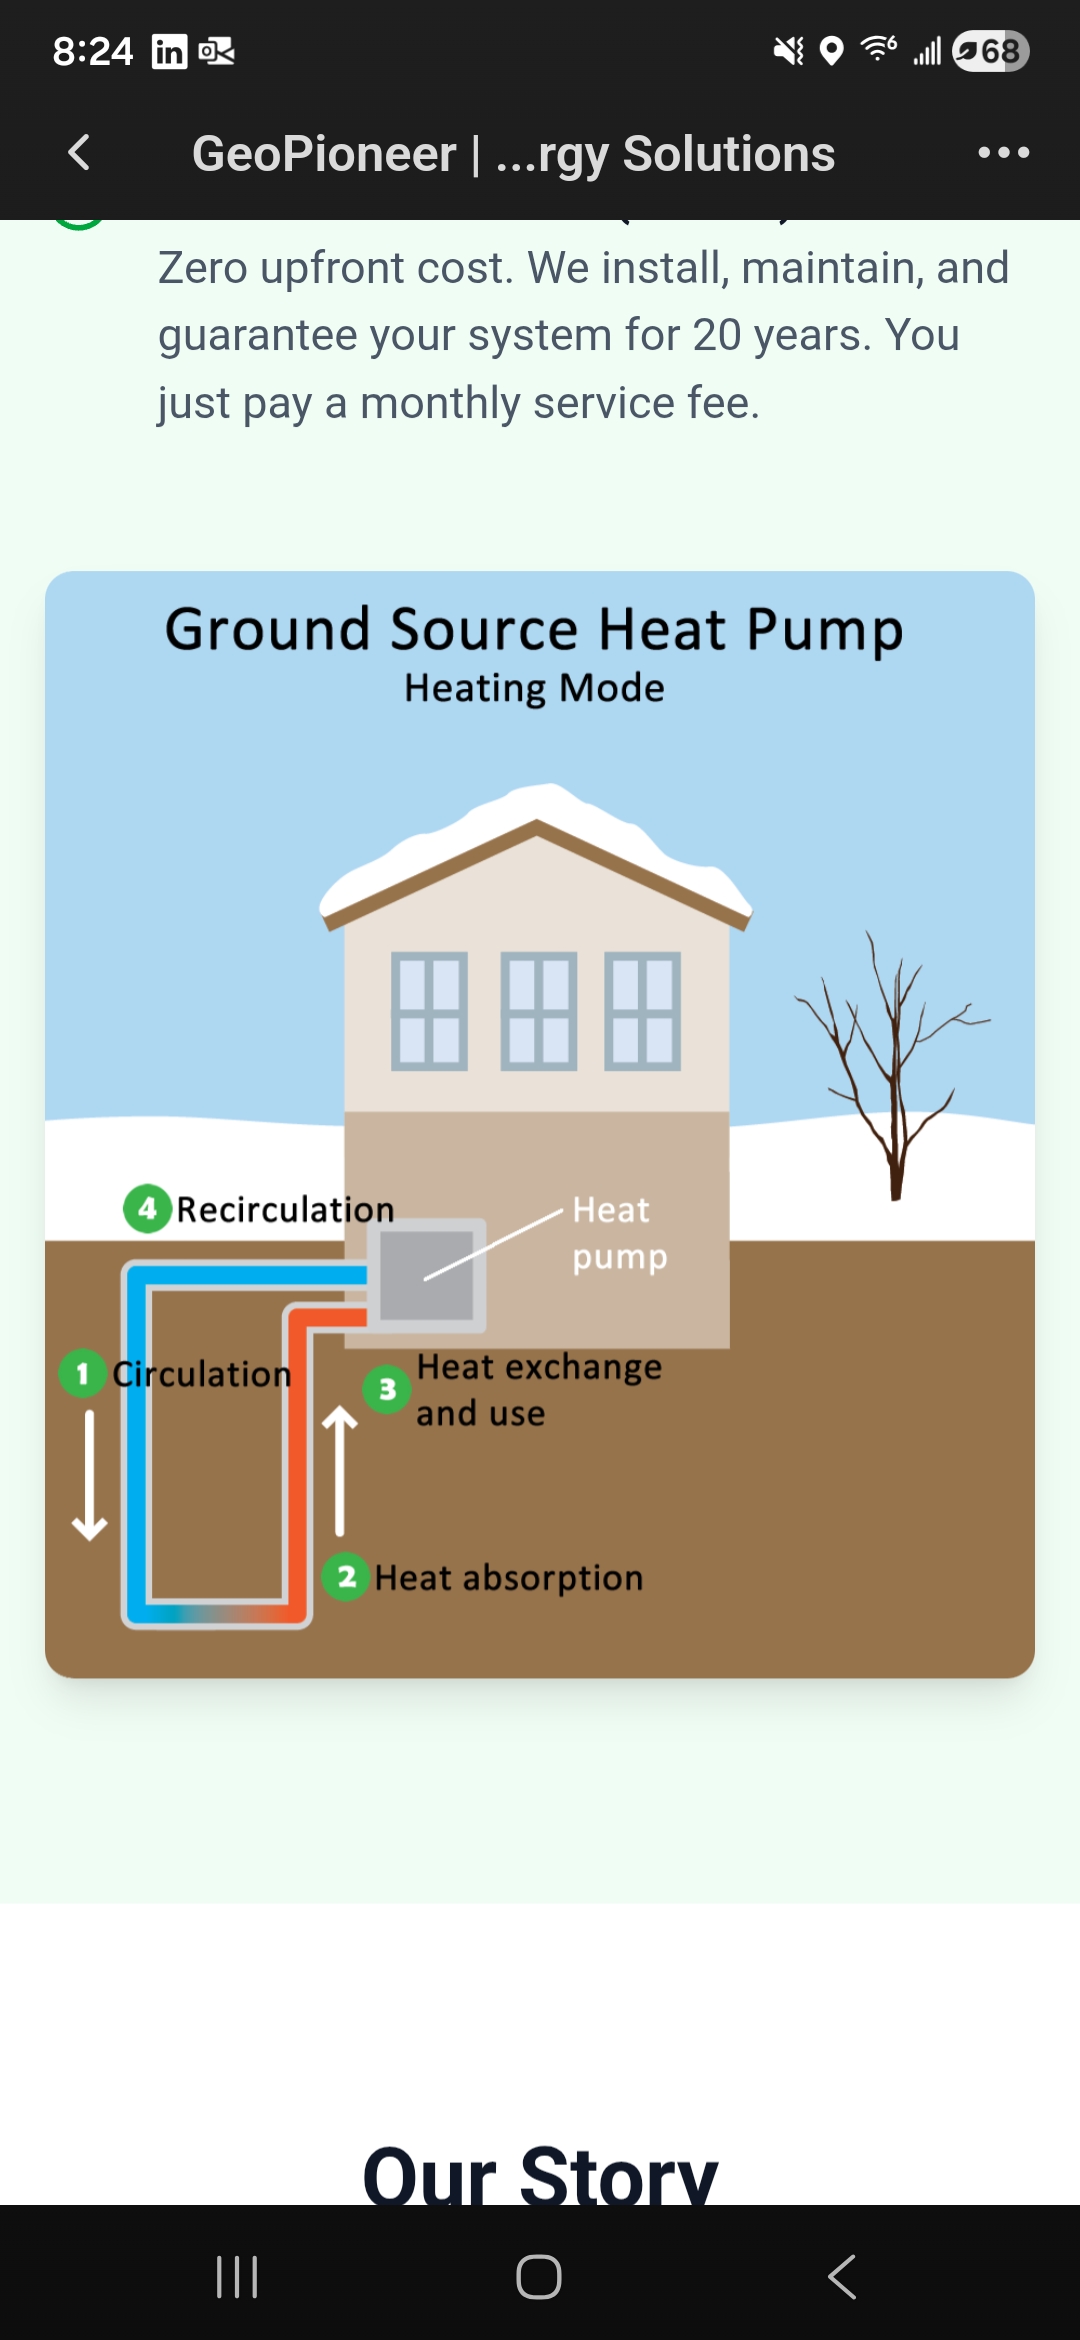 8:24
68
GeoPioneer | ...rgy Solutions
Zero upfront cost. We install, maintain, and
guarantee your system for 20 years. You
just pay a monthly service fee.
Ground Source Heat Pump
Heating Mode
4 Recirculation
Heat
pump
1 Circulation
3 Heat exchange
and use
2 Heat absorption
Our Story